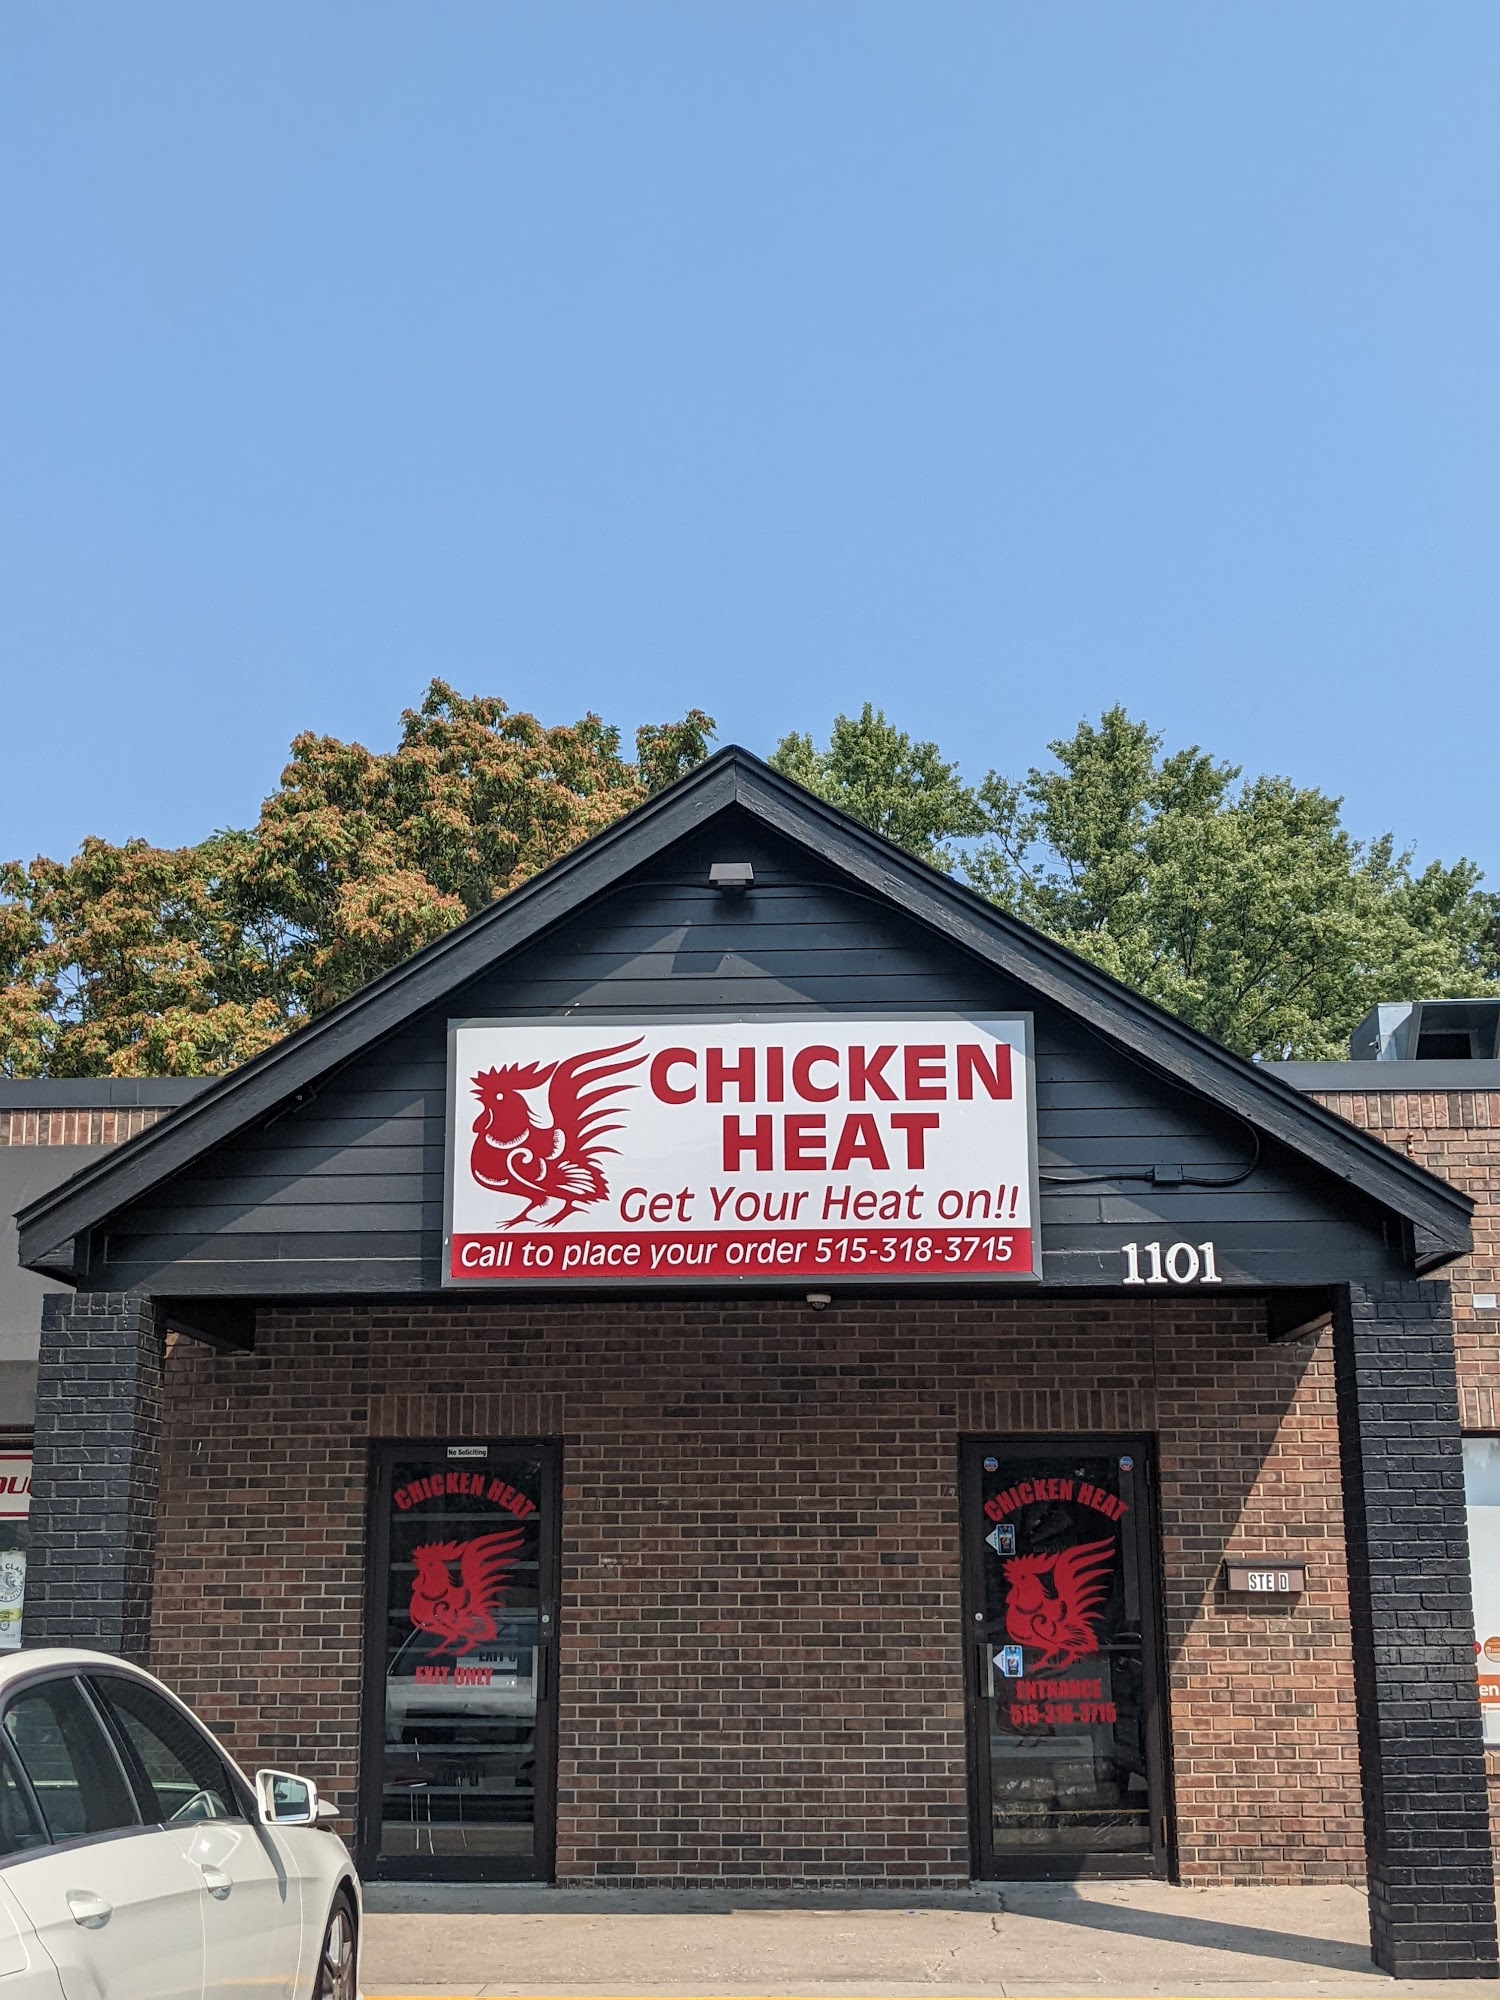 CHICKEN
HEAT
Get Your Heat on!!
Call to place your order 515-318-3715
1101
No Soliciting
CHICKEN HEAT
EXIT ONLY
CHICKEN HEAT
ENTRANCE
515-318-3715
STE D